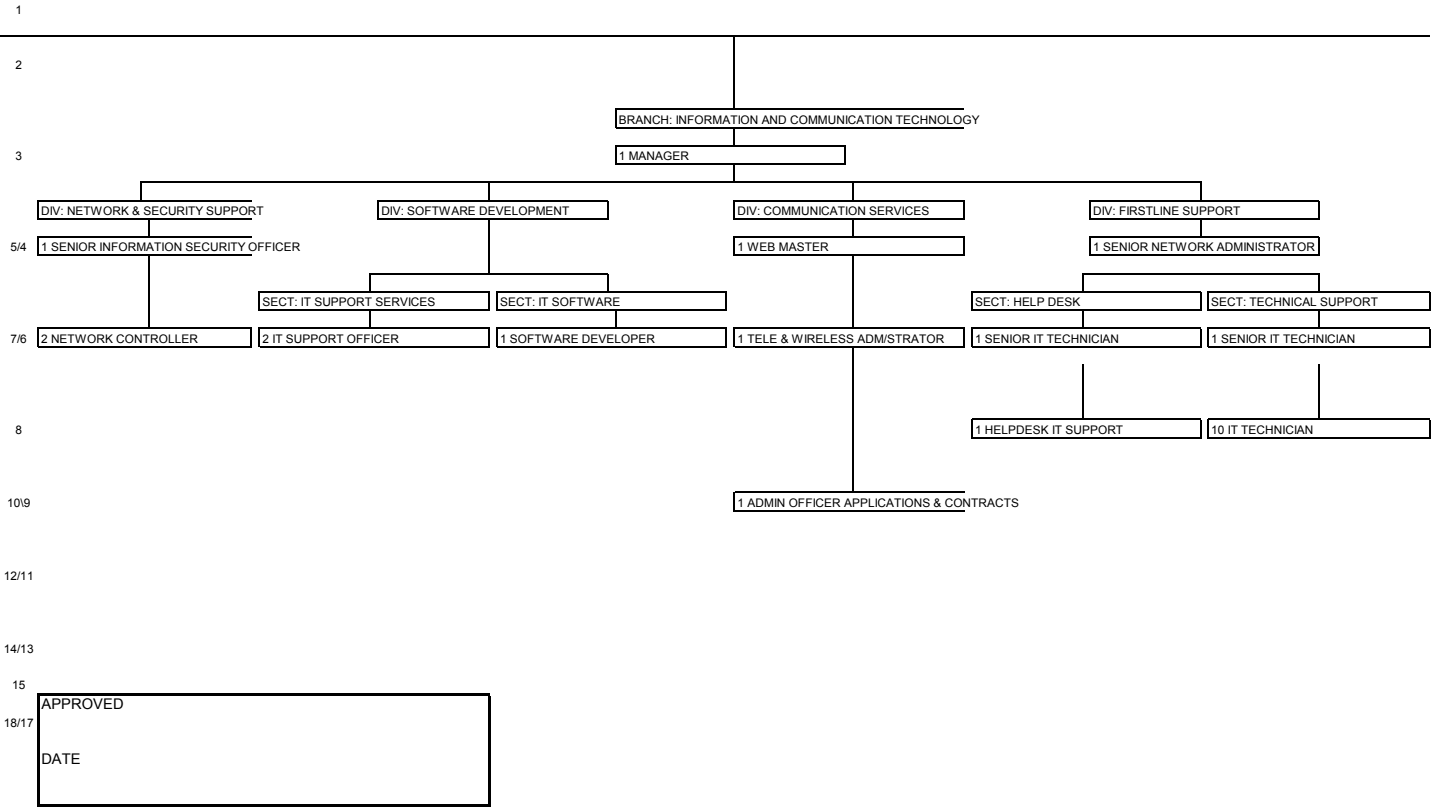 1
2
BRANCH: INFORMATION AND COMMUNICATION TECHNOLOGY
3
1 MANAGER
DIV: NETWORK & SECURITY SUPPORT
DIV: SOFTWARE DEVELOPMENT
DIV: COMMUNICATION SERVICES
DIV: FIRSTLINE SUPPORT
5/4
1 SENIOR INFORMATION SECURITY OFFICER
1 WEB MASTER
1 SENIOR NETWORK ADMINISTRATOR
SECT: IT SUPPORT SERVICES
SECT: IT SOFTWARE
SECT: HELP DESK
SECT: TECHNICAL SUPPORT
7/6
2 NETWORK CONTROLLER
2 IT SUPPORT OFFICER
1 SOFTWARE DEVELOPER
1 TELE & WIRELESS ADM/STRATOR
1 SENIOR IT TECHNICIAN
1 SENIOR IT TECHNICIAN
8
1 HELPDESK IT SUPPORT
10 IT TECHNICIAN
10\9
1 ADMIN OFFICER APPLICATIONS & CONTRACTS
12/11
14/13
15
APPROVED
18/17
DATE